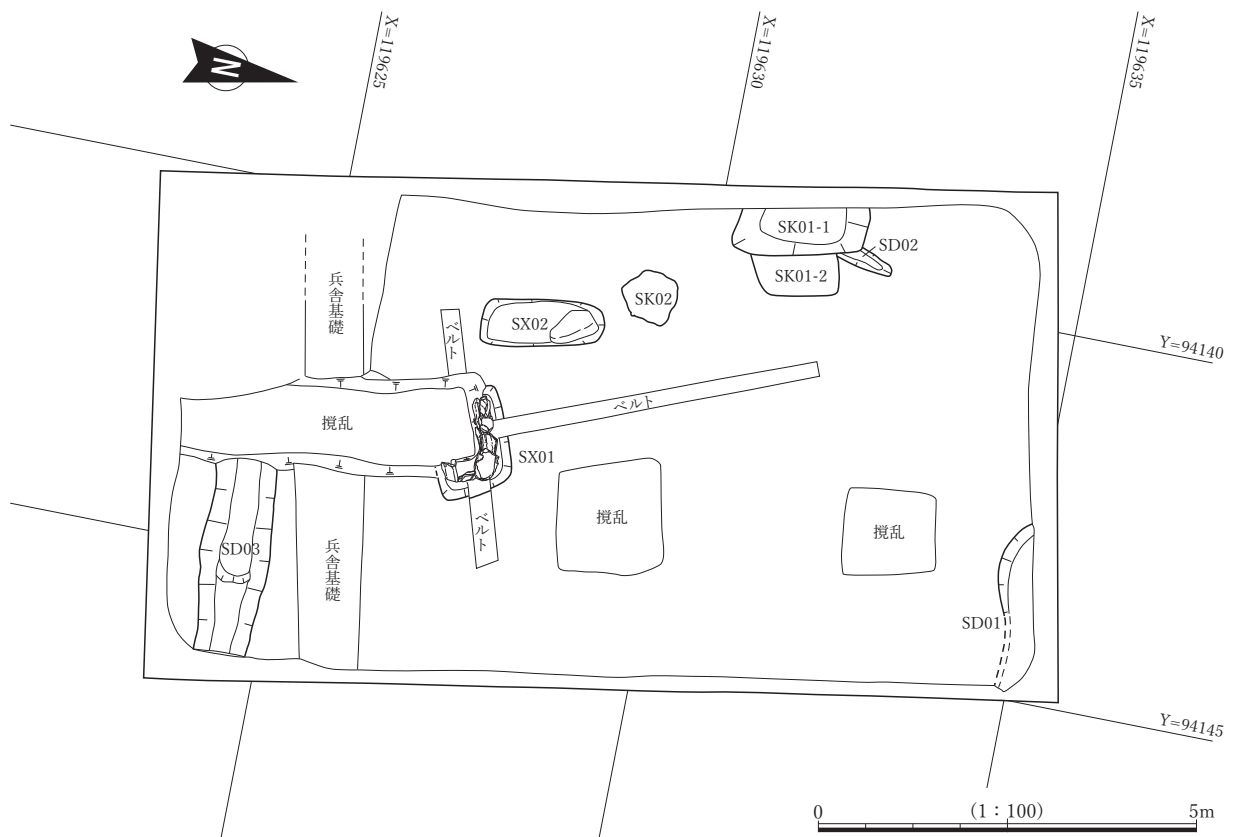 X=119625
X=119630
X=119635
N
SK01-1
SD02
SK01-2
兵舎基礎
SK02
SX02
ベルト
Y=94140
ベルト
撹乱
SX01
撹乱
撹乱
ベルト
SD03
兵舎基礎
SD01
Y=94145
0 (1：100) 5m